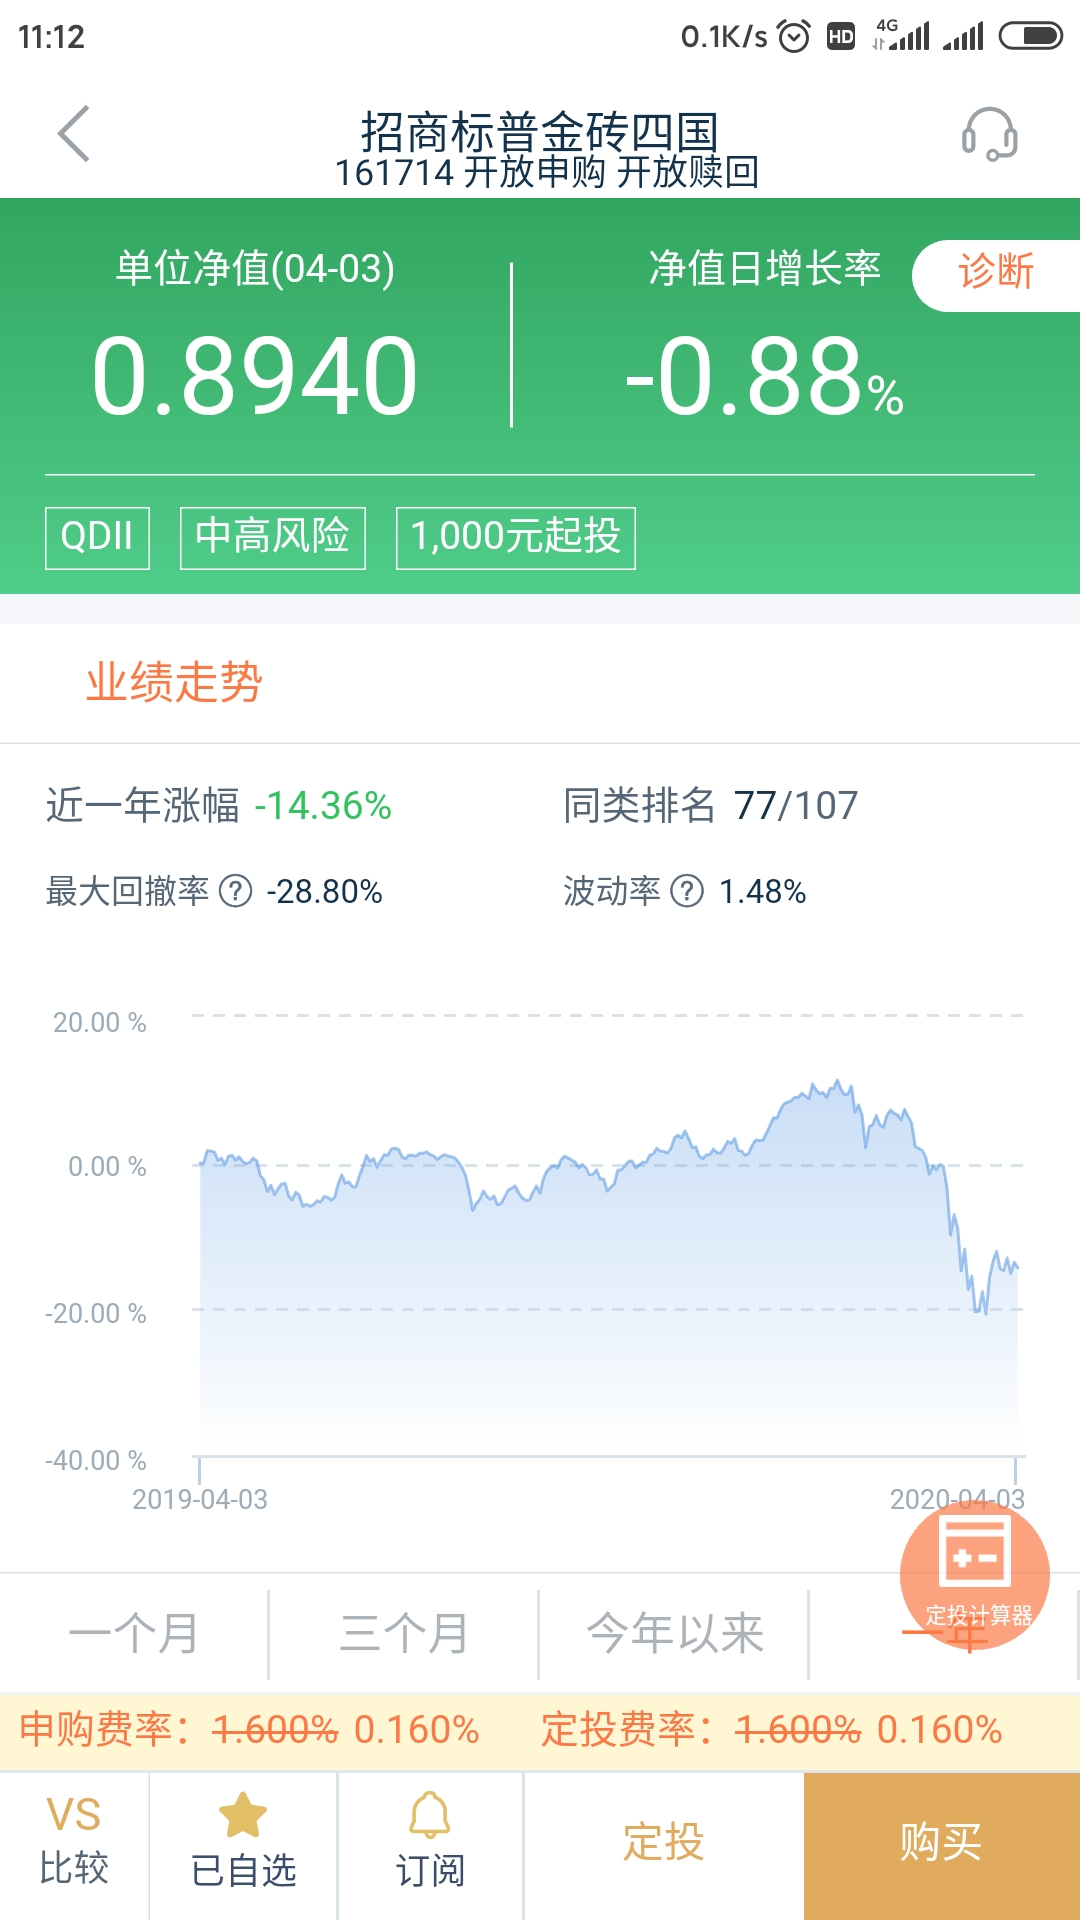 11:12 0.1K/s HD 4G
招商标普金砖四国
161714 开放申购 开放赎回
单位净值(04-03) 净值日增长率 诊断
0.8940 -0.88%
QDII 中高风险 1,000元起投
业绩走势
近一年涨幅 -14.36% 同类排名 77/107
最大回撤率 ? -28.80% 波动率 ? 1.48%
20.00 %
0.00 %
-20.00 %
-40.00 %
2019-04-03 2020-04-03
定投计算器
一个月 三个月 今年以来 一年
申购费率：1.600% 0.160% 定投费率：1.600% 0.160%
VS
比较 已自选 订阅 定投 购买